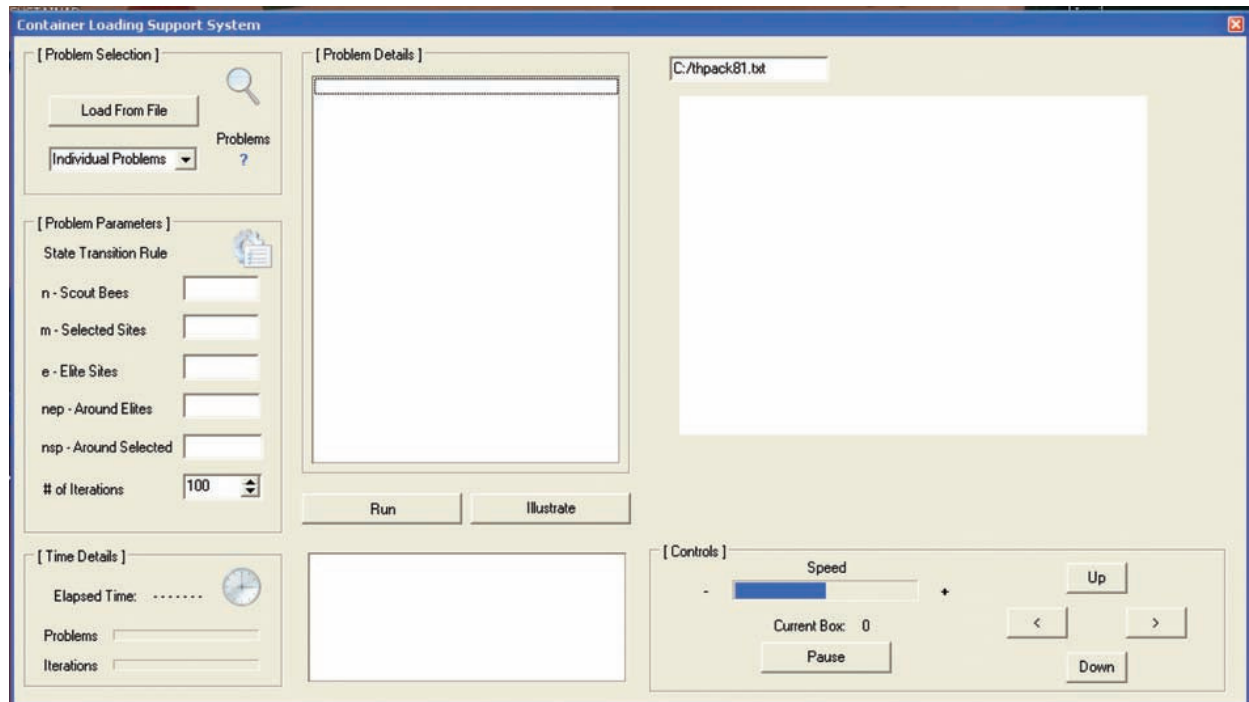 Container Loading Support System
[ Problem Selection ]
Load From File
Problems
?
Individual Problems
[ Problem Parameters ]
State Transition Rule
n - Scout Bees
m - Selected Sites
e - Elite Sites
nep - Around Elites
nsp - Around Selected
# of Iterations
100
[ Time Details ]
Elapsed Time: .......
Problems
Iterations
[ Problem Details ]
Run
Illustrate
C:/thpack81.txt
[ Controls ]
Speed
- +
Current Box: 0
Pause
Up
< >
Down